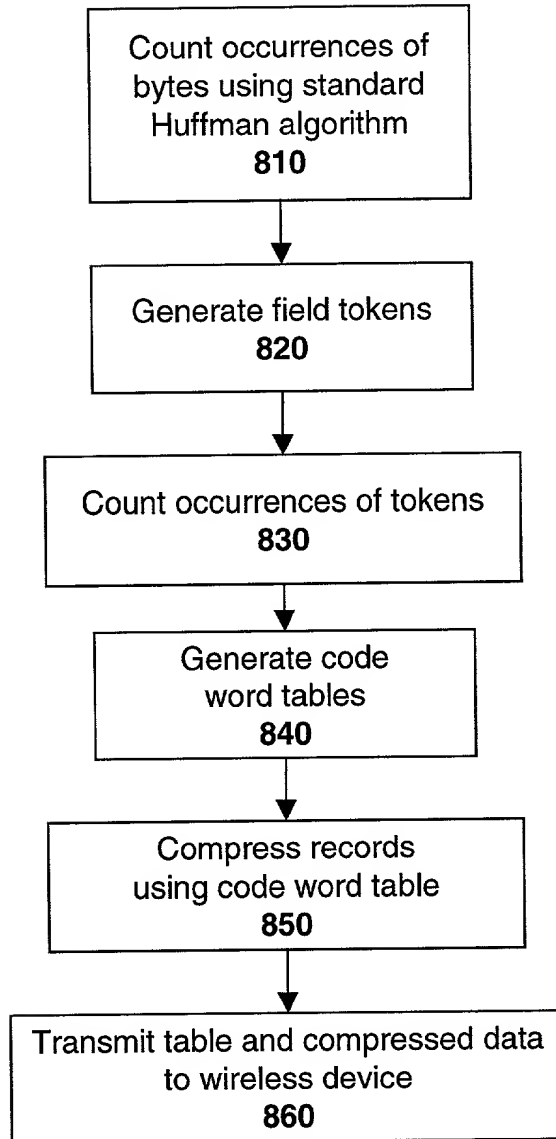 Count occurrences of
bytes using standard
Huffman algorithm
810
Generate field tokens
820
Count occurrences of tokens
830
Generate code
word tables
840
Compress records
using code word table
850
Transmit table and compressed data
to wireless device
860